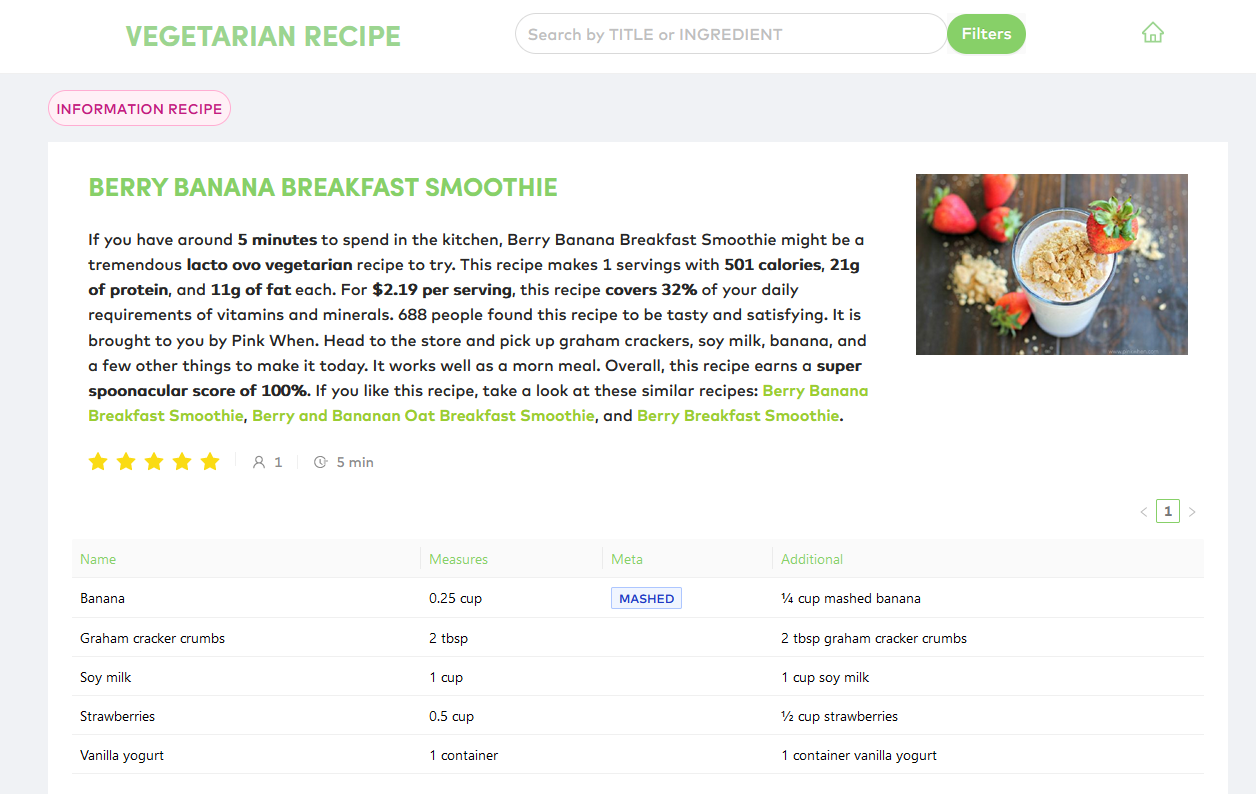 VEGETARIAN RECIPE
Search by TITLE or INGREDIENT
Filters
INFORMATION RECIPE
BERRY BANANA BREAKFAST SMOOTHIE
If you have around 5 minutes to spend in the kitchen, Berry Banana Breakfast Smoothie might be a
tremendous lacto ovo vegetarian recipe to try. This recipe makes 1 servings with 501 calories, 21g
of protein, and 11g of fat each. For $2.19 per serving, this recipe covers 32% of your daily
requirements of vitamins and minerals. 688 people found this recipe to be tasty and satisfying. It is
brought to you by Pink When. Head to the store and pick up graham crackers, soy milk, banana, and
a few other things to make it today. It works well as a morn meal. Overall, this recipe earns a super
spoonacular score of 100%. If you like this recipe, take a look at these similar recipes: Berry Banana
Breakfast Smoothie, Berry and Bananan Oat Breakfast Smoothie, and Berry Breakfast Smoothie.
1 5 min
< 1 >
Name Measures Meta Additional
Banana 0.25 cup MASHED ¼ cup mashed banana
Graham cracker crumbs 2 tbsp 2 tbsp graham cracker crumbs
Soy milk 1 cup 1 cup soy milk
Strawberries 0.5 cup ½ cup strawberries
Vanilla yogurt 1 container 1 container vanilla yogurt